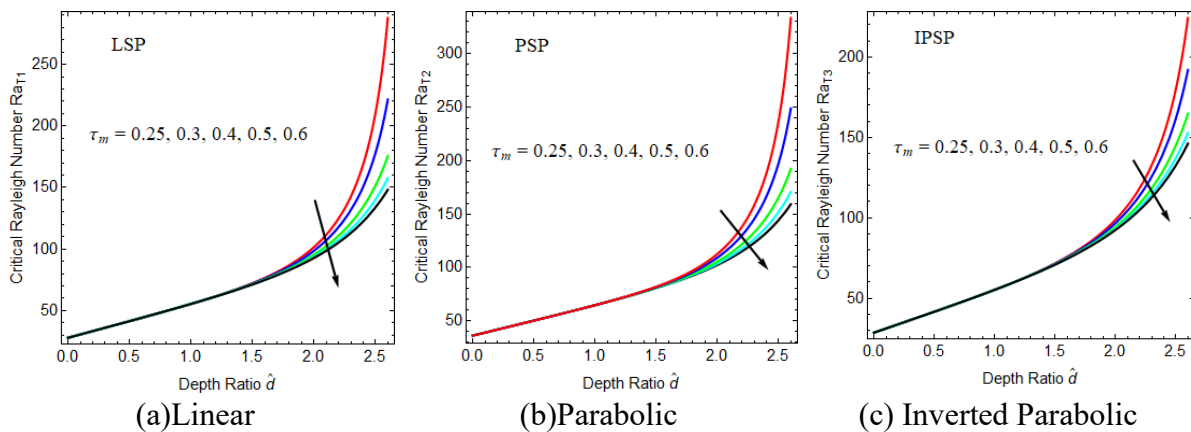 LSP
τm = 0.25, 0.3, 0.4, 0.5, 0.6
Critical Rayleigh Number RaT1
250
200
150
100
50
0.0 0.5 1.0 1.5 2.0 2.5
Depth Ratio d̂
(a)Linear
PSP
τm = 0.25, 0.3, 0.4, 0.5, 0.6
Critical Rayleigh Number RaT2
300
250
200
150
100
50
0.0 0.5 1.0 1.5 2.0 2.5
Depth Ratio d̂
(b)Parabolic
IPSP
τm = 0.25, 0.3, 0.4, 0.5, 0.6
Critical Rayleigh Number RaT3
200
150
100
50
0.0 0.5 1.0 1.5 2.0 2.5
Depth Ratio d̂
(c) Inverted Parabolic